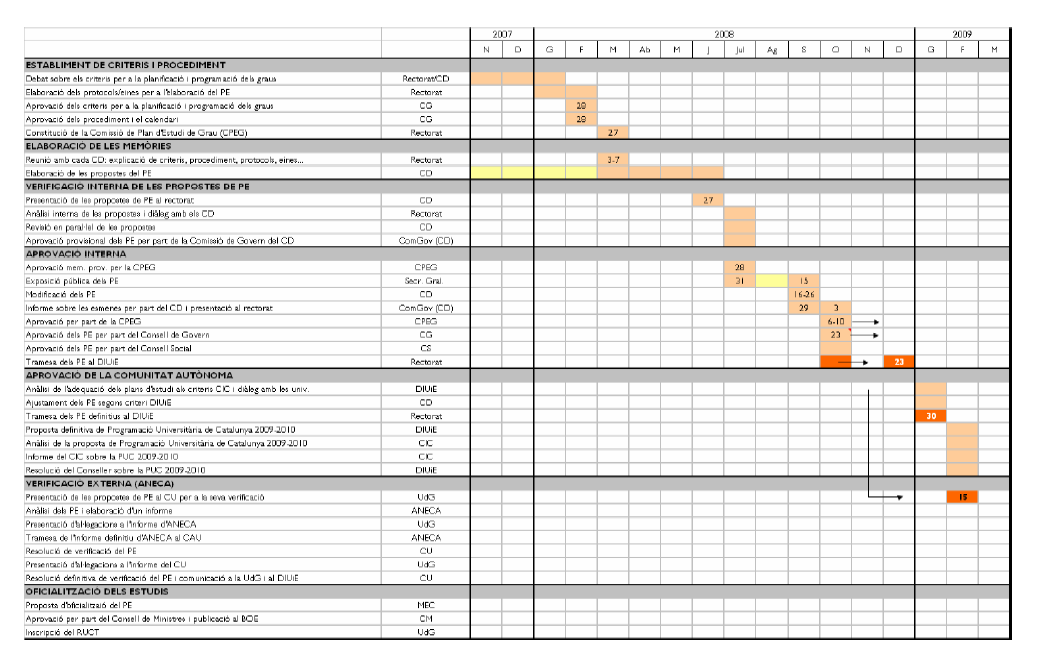 2007 2008 2009
N D G F M Ab M J Jul Ag S O N D G F M
ESTABLIMENT DE CRITERIS I PROCEDIMENT
Debat sobre els criteris per a la planificació i programació dels graus Rectorat/CD
Elaboració dels protocols/eines per a l'elaboració del PE Rectorat
Aprovació dels criteris per a la planificació i programació dels graus CG 28
Aprovació dels procediment i el calendari CG 28
Constitució de la Comissió de Plan d'Estudi de Grau (CPEG) Rectorat 27
ELABORACIÓ DE LES MEMÒRIES
Reunió amb cada CD: explicació de criteris, procediment, protocols, eines... Rectorat 3-7
Elaboració de les propostes del PE CD
VERIFICACIÓ INTERNA DE LES PROPOSTES DE PE
Presentació de les propostes de PE al rectorat CD 27
Anàlisi interna de les propostes i diàleg amb els CD Rectorat
Revisió en paral·lel de les propostes CD
Aprovació provisional dels PE per part de la Comissió de Govern del CD ComGov (CD)
APROVACIÓ INTERNA
Aprovació mem. prov. per la CPEG CPEG 28
Exposició pública dels PE Secr. Gral. 31 15
Modificació dels PE CD 16-26
Informe sobre les esmenes per part del CD i presentació al rectorat ComGov (CD) 29 3
Aprovació per part de la CPEG CPEG 6-10
Aprovació dels PE per part del Consell de Govern CG 23
Aprovació dels PE per part del Consell Social CS
Tramesa dels PE al DIUiE Rectorat 23
APROVACIÓ DE LA COMUNITAT AUTÒNOMA
Anàlisi de l'adequació dels plans d'estudi als criteris CIC i diàleg amb les univ. DIUiE
Ajustament dels PE segons criteri DIUiE CD
Tramesa dels PE definitius al DIUiE Rectorat 30
Proposta definitiva de Programació Universitària de Catalunya 2009-2010 DIUiE
Anàlisi de la proposta de Programació Universitària de Catalunya 2009-2010 CIC
Informe del CIC sobre la PUC 2009-2010 CIC
Resolució del Conseller sobre la PUC 2009-2010 DIUiE
VERIFICACIÓ EXTERNA (ANECA)
Presentació de les propostes de PE al CU per a la seva verificació UdG 15
Anàlisi dels PE i elaboració d'un informe ANECA
Presentació d'al·legacions a l'informe d'ANECA UdG
Tramesa de l'informe definitiu d'ANECA al CAU ANECA
Resolució de verificació del PE CU
Presentació d'al·legacions a l'informe del CU UdG
Resolució definitiva de verificació del PE i comunicació a la UdG i al DIUiE CU
OFICIALITZACIÓ DELS ESTUDIS
Proposta d'oficialització del PE MEC
Aprovació per part del Consell de Ministres i publicació al BOE CM
Inscripció del RUCT UdG